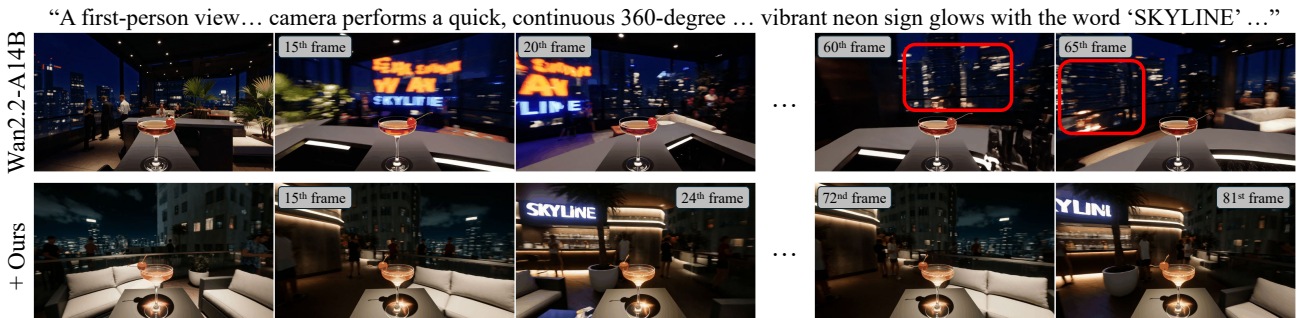 “A first-person view… camera performs a quick, continuous 360-degree … vibrant neon sign glows with the word ‘SKYLINE’ …”
Wan2.2-A14B
15th frame
20th frame
...
60th frame
65th frame
SKYLINE
YLINE
+ Ours
15th frame
24th frame
...
72nd frame
81st frame
SKYLINE
KYLINE